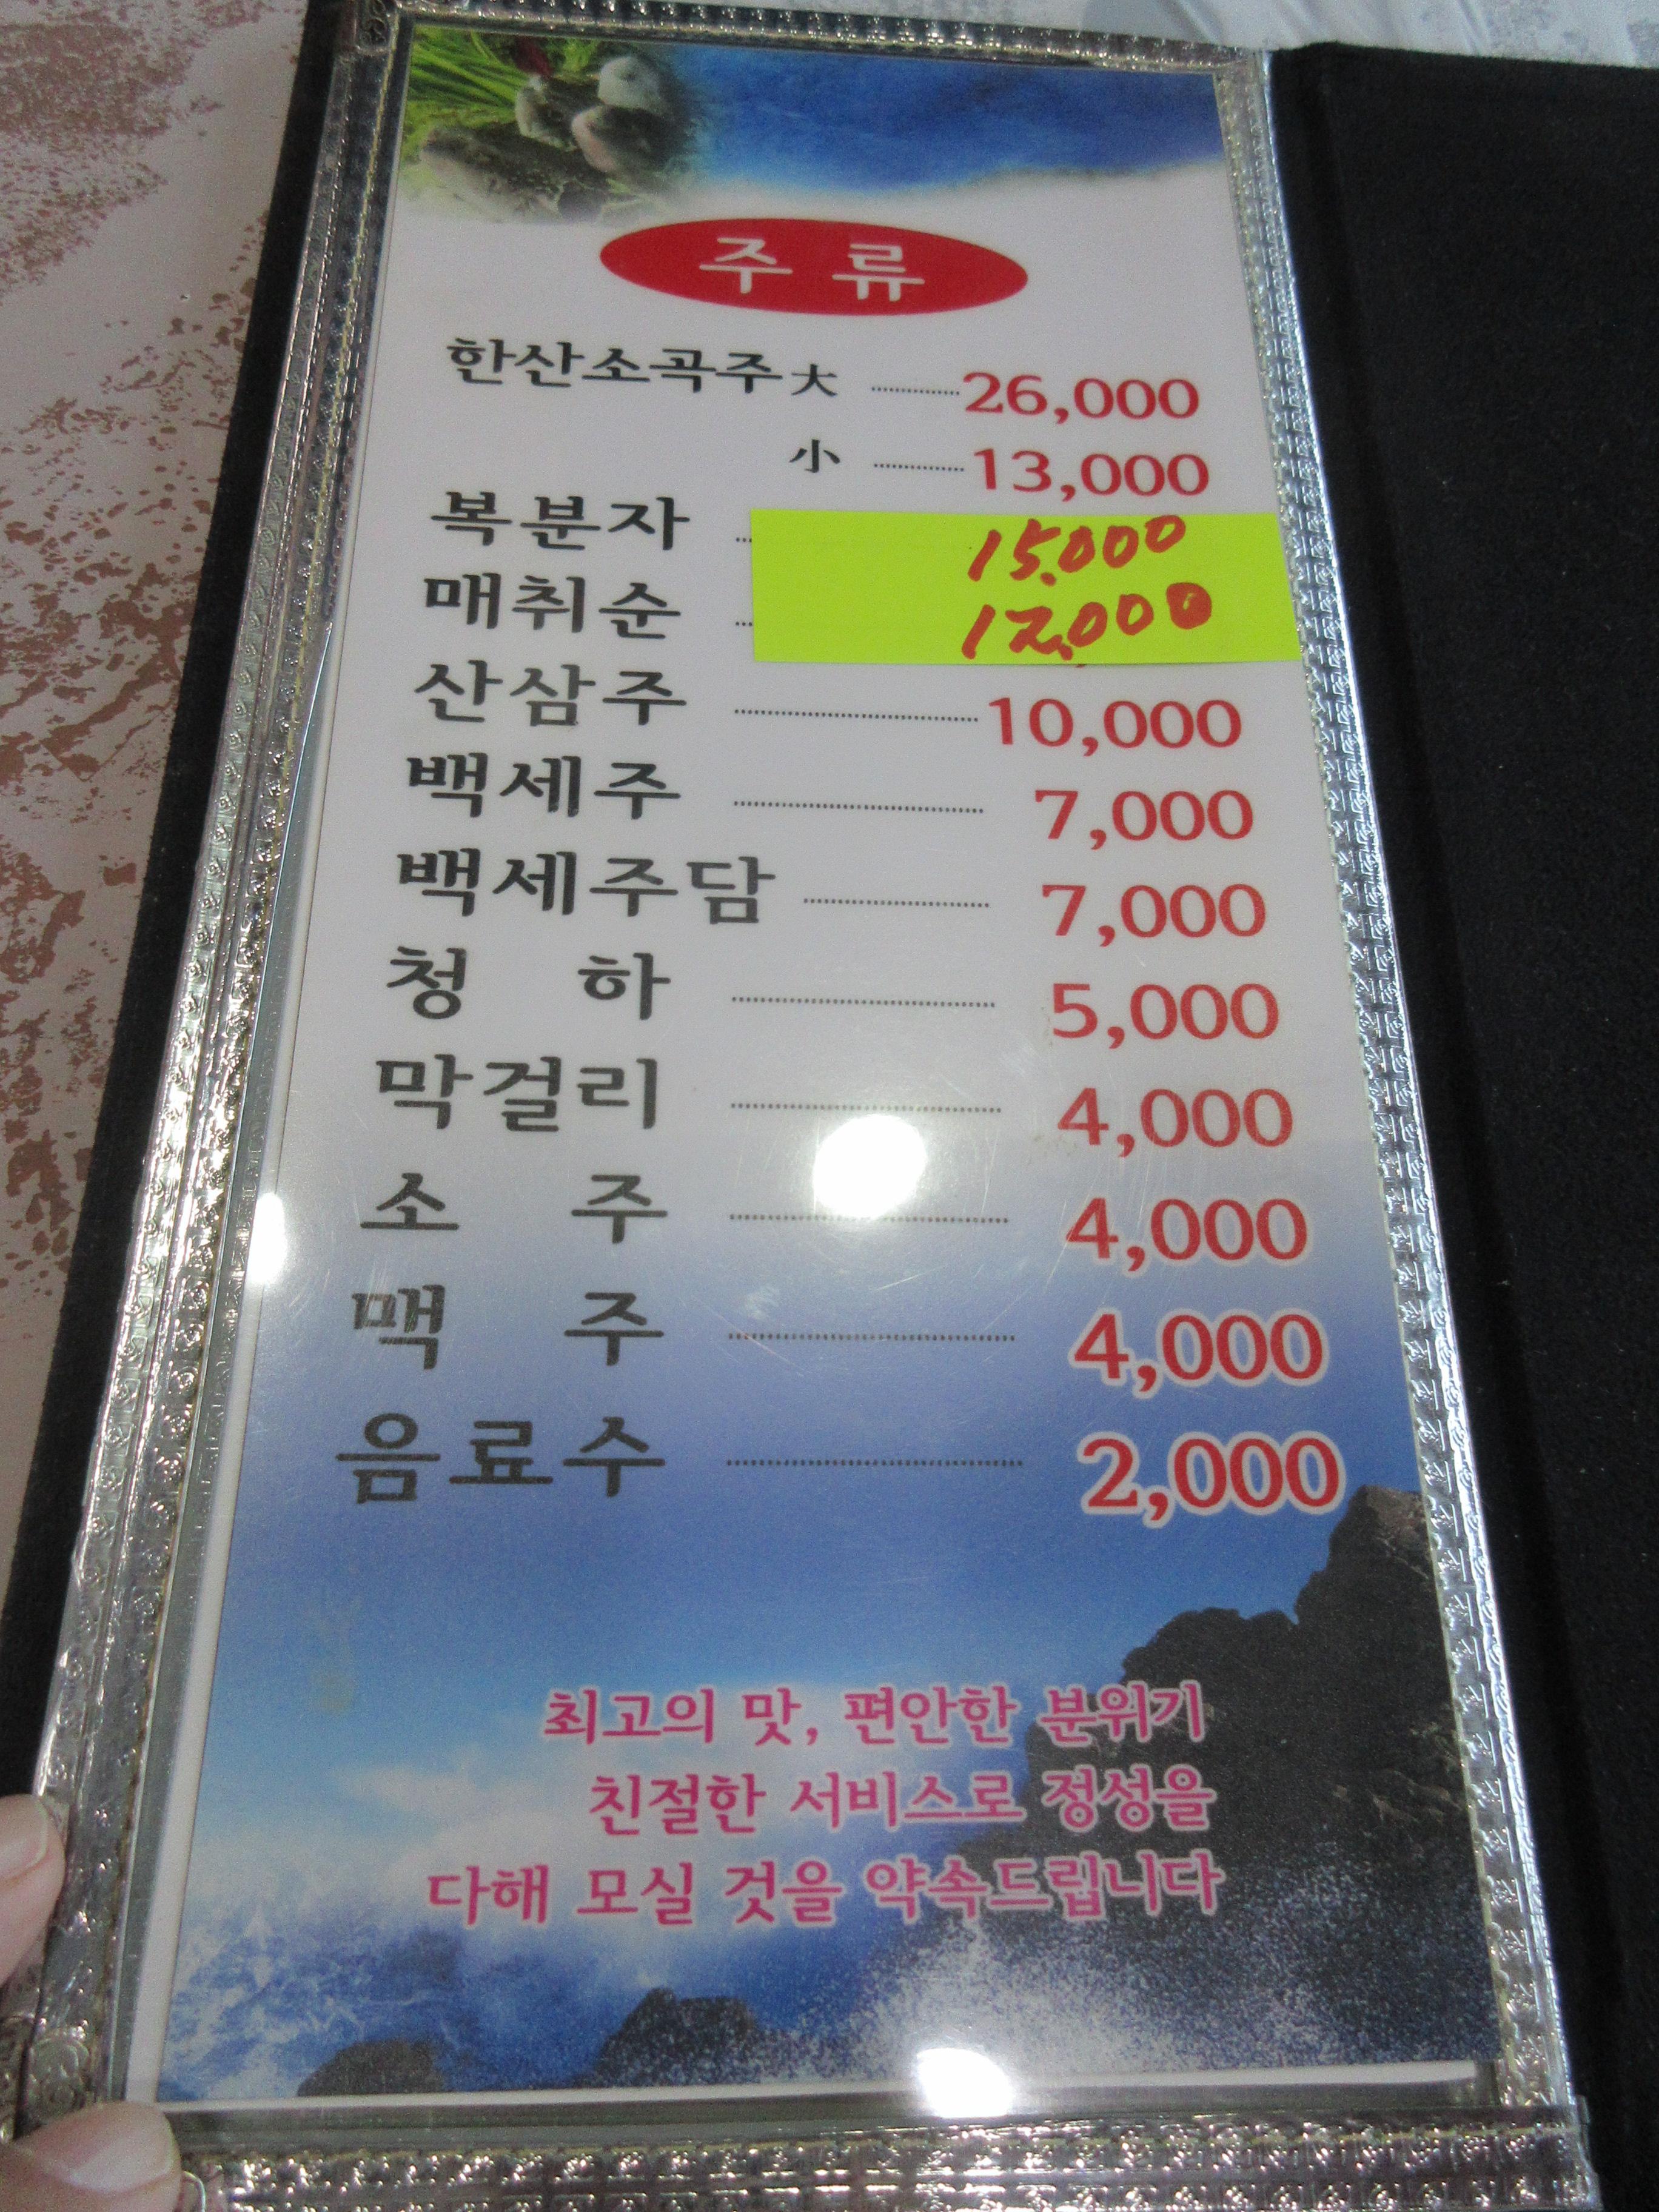 주류
한산소곡주 大 26,000
小 13,000
복분자 15,000
매취순 12,000
산삼주 10,000
백세주 7,000
백세주담 7,000
청하 5,000
막걸리 4,000
소주 4,000
맥주 4,000
음료수 2,000
최고의 맛, 편안한 분위기
친절한 서비스로 정성을
다해 모실 것을 약속드립니다